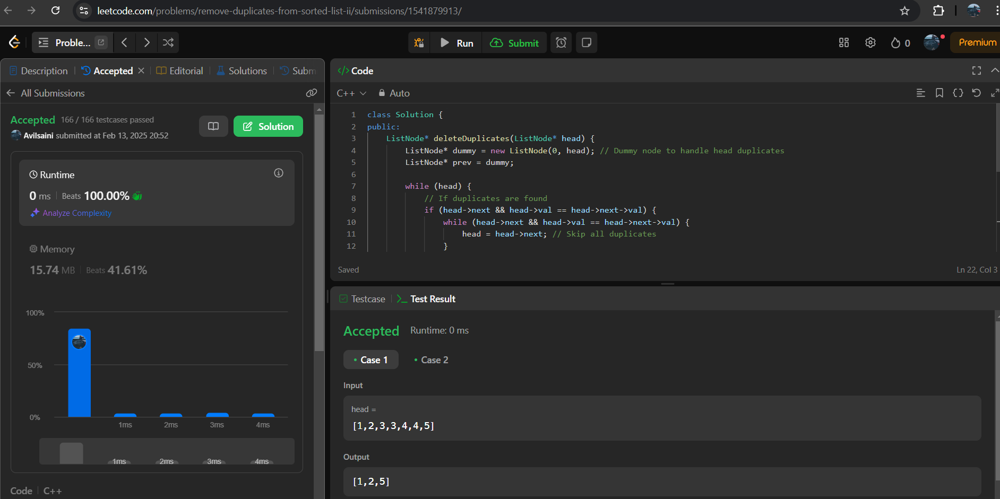 leetcode.com/problems/remove-duplicates-from-sorted-list-ii/submissions/1541879913/
Proble...
Run
Submit
0
Premium
Description
Accepted
Editorial
Solutions
Subm
All Submissions
Accepted 166 / 166 testcases passed
Avilsaini submitted at Feb 13, 2025 20:52
Solution
Runtime
0 ms Beats 100.00%
Analyze Complexity
Memory
15.74 MB Beats 41.61%
100%
50%
0%
1ms 2ms 3ms 4ms
1ms 2ms 3ms 4ms
Code C++
</> Code
C++ Auto
1 class Solution {
2 public:
3 ListNode* deleteDuplicates(ListNode* head) {
4 ListNode* dummy = new ListNode(0, head); // Dummy node to handle head duplicates
5 ListNode* prev = dummy;
6
7 while (head) {
8 // If duplicates are found
9 if (head->next && head->val == head->next->val) {
10 while (head->next && head->val == head->next->val) {
11 head = head->next; // Skip all duplicates
12 }
Saved
Ln 22, Col 3
Testcase
Test Result
Accepted Runtime: 0 ms
Case 1 Case 2
Input
head =
[1,2,3,3,4,4,5]
Output
[1,2,5]